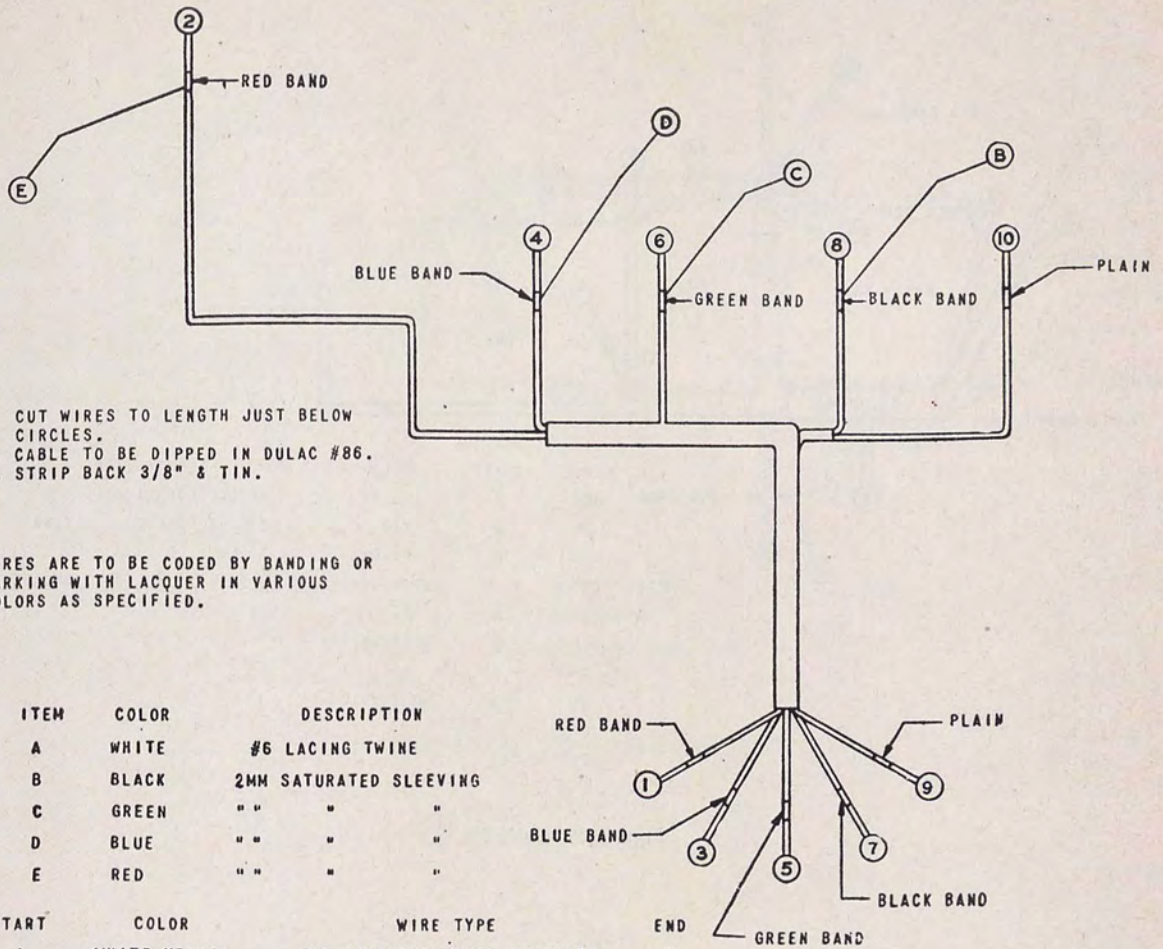 2
RED BAND
E
D
C
B
4
6
8
10
BLUE BAND
GREEN BAND
BLACK BAND
PLAIN
CUT WIRES TO LENGTH JUST BELOW
CIRCLES.
CABLE TO BE DIPPED IN DULAC #86.
STRIP BACK 3/8" & TIN.
RES ARE TO BE CODED BY BANDING OR
RKING WITH LACQUER IN VARIOUS
OLORS AS SPECIFIED.
ITEM COLOR DESCRIPTION
A WHITE #6 LACING TWINE
B BLACK 2MM SATURATED SLEEVING
C GREEN " " " "
D BLUE " " " "
E RED " " " "
RED BAND
PLAIN
1
9
BLUE BAND
3
5
7
BLACK BAND
GREEN BAND
TART COLOR WIRE TYPE END